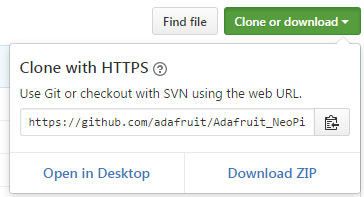 Find file
Clone or download
Clone with HTTPS
Use Git or checkout with SVN using the web URL.
https://github.com/adafruit/Adafruit_NeoPi
Open in Desktop
Download ZIP